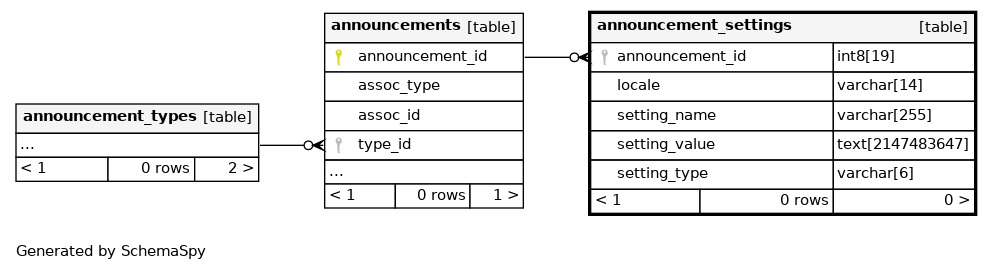 announcement_types [table]
...
< 1 0 rows 2 >
announcements [table]
announcement_id
assoc_type
assoc_id
type_id
...
< 1 0 rows 1 >
announcement_settings [table]
announcement_id int8[19]
locale varchar[14]
setting_name varchar[255]
setting_value text[2147483647]
setting_type varchar[6]
< 1 0 rows 0 >
Generated by SchemaSpy